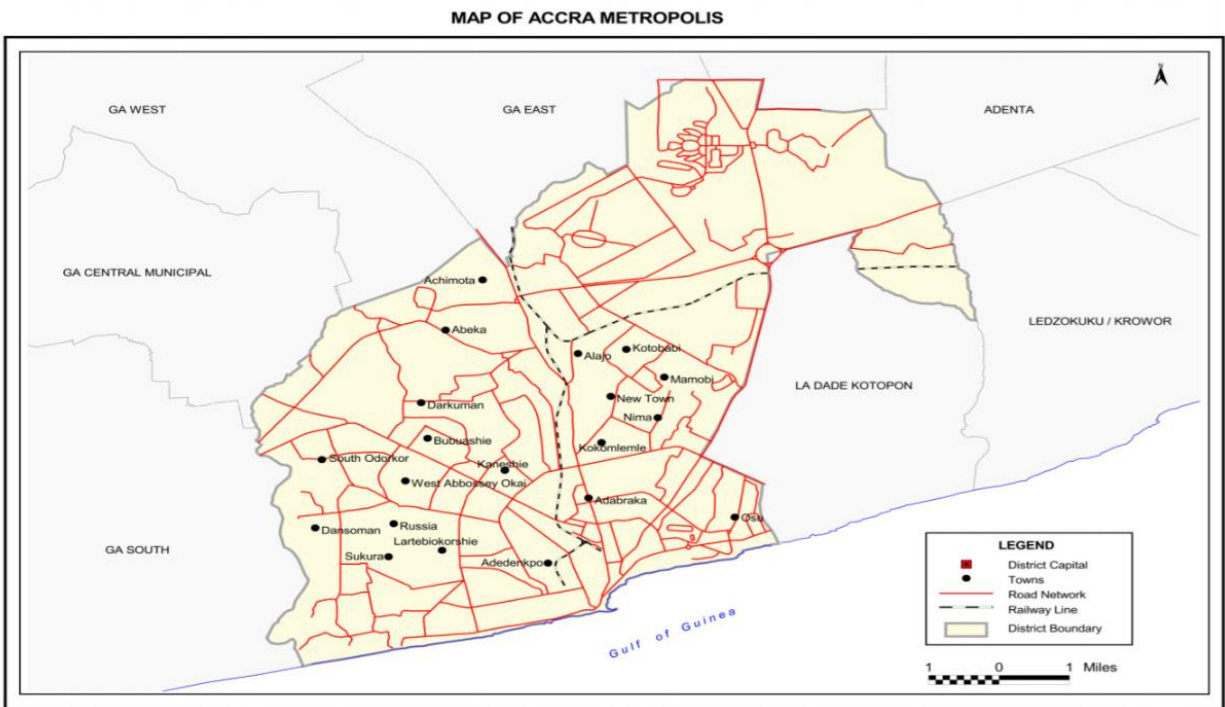 MAP OF ACCRA METROPOLIS
N
GA WEST
GA EAST
ADENTA
GA CENTRAL MUNICIPAL
Achimota
LEDZOKUKU / KROWOR
Abeka
Alajo
Kotobabi
Mamobi
LA DADE KOTOPON
New Town
Darkuman
Nima
Bubuashie
Kokomlemle
South Odorkor
Kaneshie
West Abbossey Okai
Adabraka
Osu
Dansoman
Russia
Lartebiokorshie
GA SOUTH
Sukura
Adedenkpo
Gulf of Guinea
LEGEND
District Capital
Towns
Road Network
Railway Line
District Boundary
1 0 1 Miles